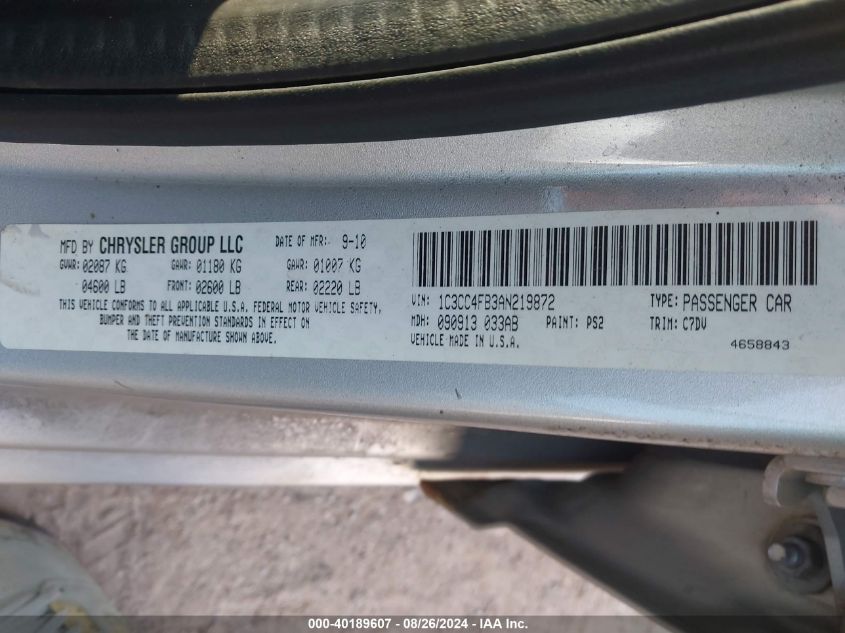 MFD BY CHRYSLER GROUP LLC DATE OF MFR: 9-10
GVWR: 02087 KG GAWR: 01180 KG GAWR: 01007 KG
04600 LB FRONT: 02600 LB REAR: 02220 LB
THIS VEHICLE CONFORMS TO ALL APPLICABLE U.S.A. FEDERAL MOTOR VEHICLE SAFETY,
BUMPER AND THEFT PREVENTION STANDARDS IN EFFECT ON
THE DATE OF MANUFACTURE SHOWN ABOVE.
VIN: 1C3CC4FB3AN219872 TYPE: PASSENGER CAR
MDH: 090913 033AB PAINT: PS2 TRIM: C7DV
VEHICLE MADE IN U.S.A. 4658843
000-40189607 - 08/26/2024 - IAA Inc.